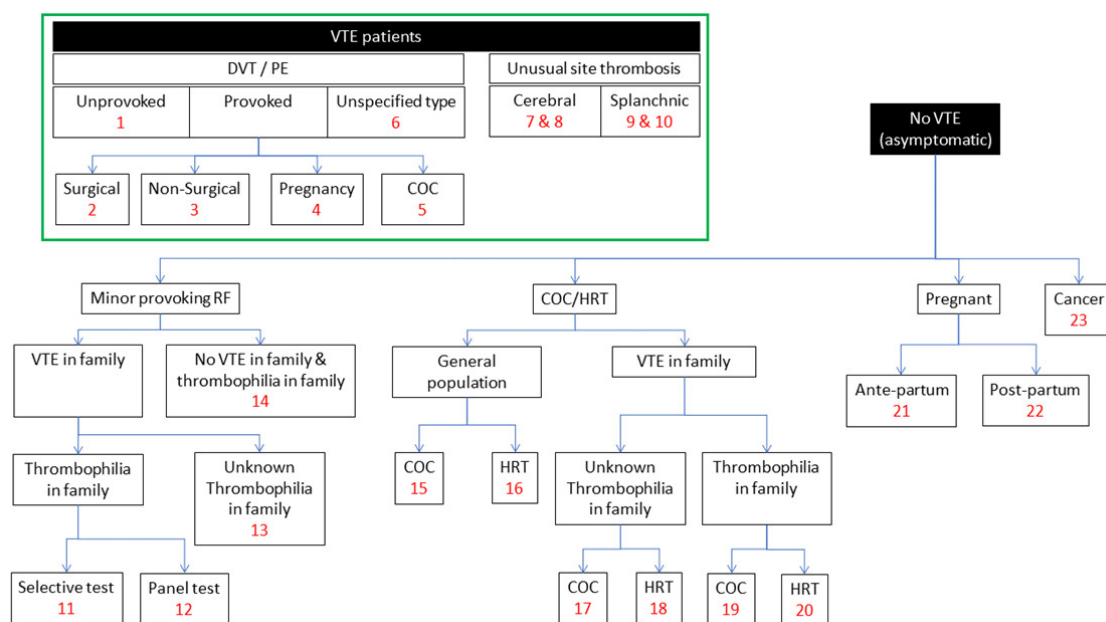 VTE patients
DVT / PE
Unusual site thrombosis
Unprovoked
1
Provoked
Unspecified type
6
Cerebral
7 & 8
Splanchnic
9 & 10
No VTE
(asymptomatic)
Surgical
2
Non-Surgical
3
Pregnancy
4
COC
5
Minor provoking RF
COC/HRT
Pregnant
Cancer
23
VTE in family
No VTE in family &
thrombophilia in family
14
General
population
VTE in family
Ante-partum
21
Post-partum
22
Thrombophilia
in family
Unknown
Thrombophilia
in family
13
COC
15
HRT
16
Unknown
Thrombophilia
in family
Thrombophilia
in family
Selective test
11
Panel test
12
COC
17
HRT
18
COC
19
HRT
20